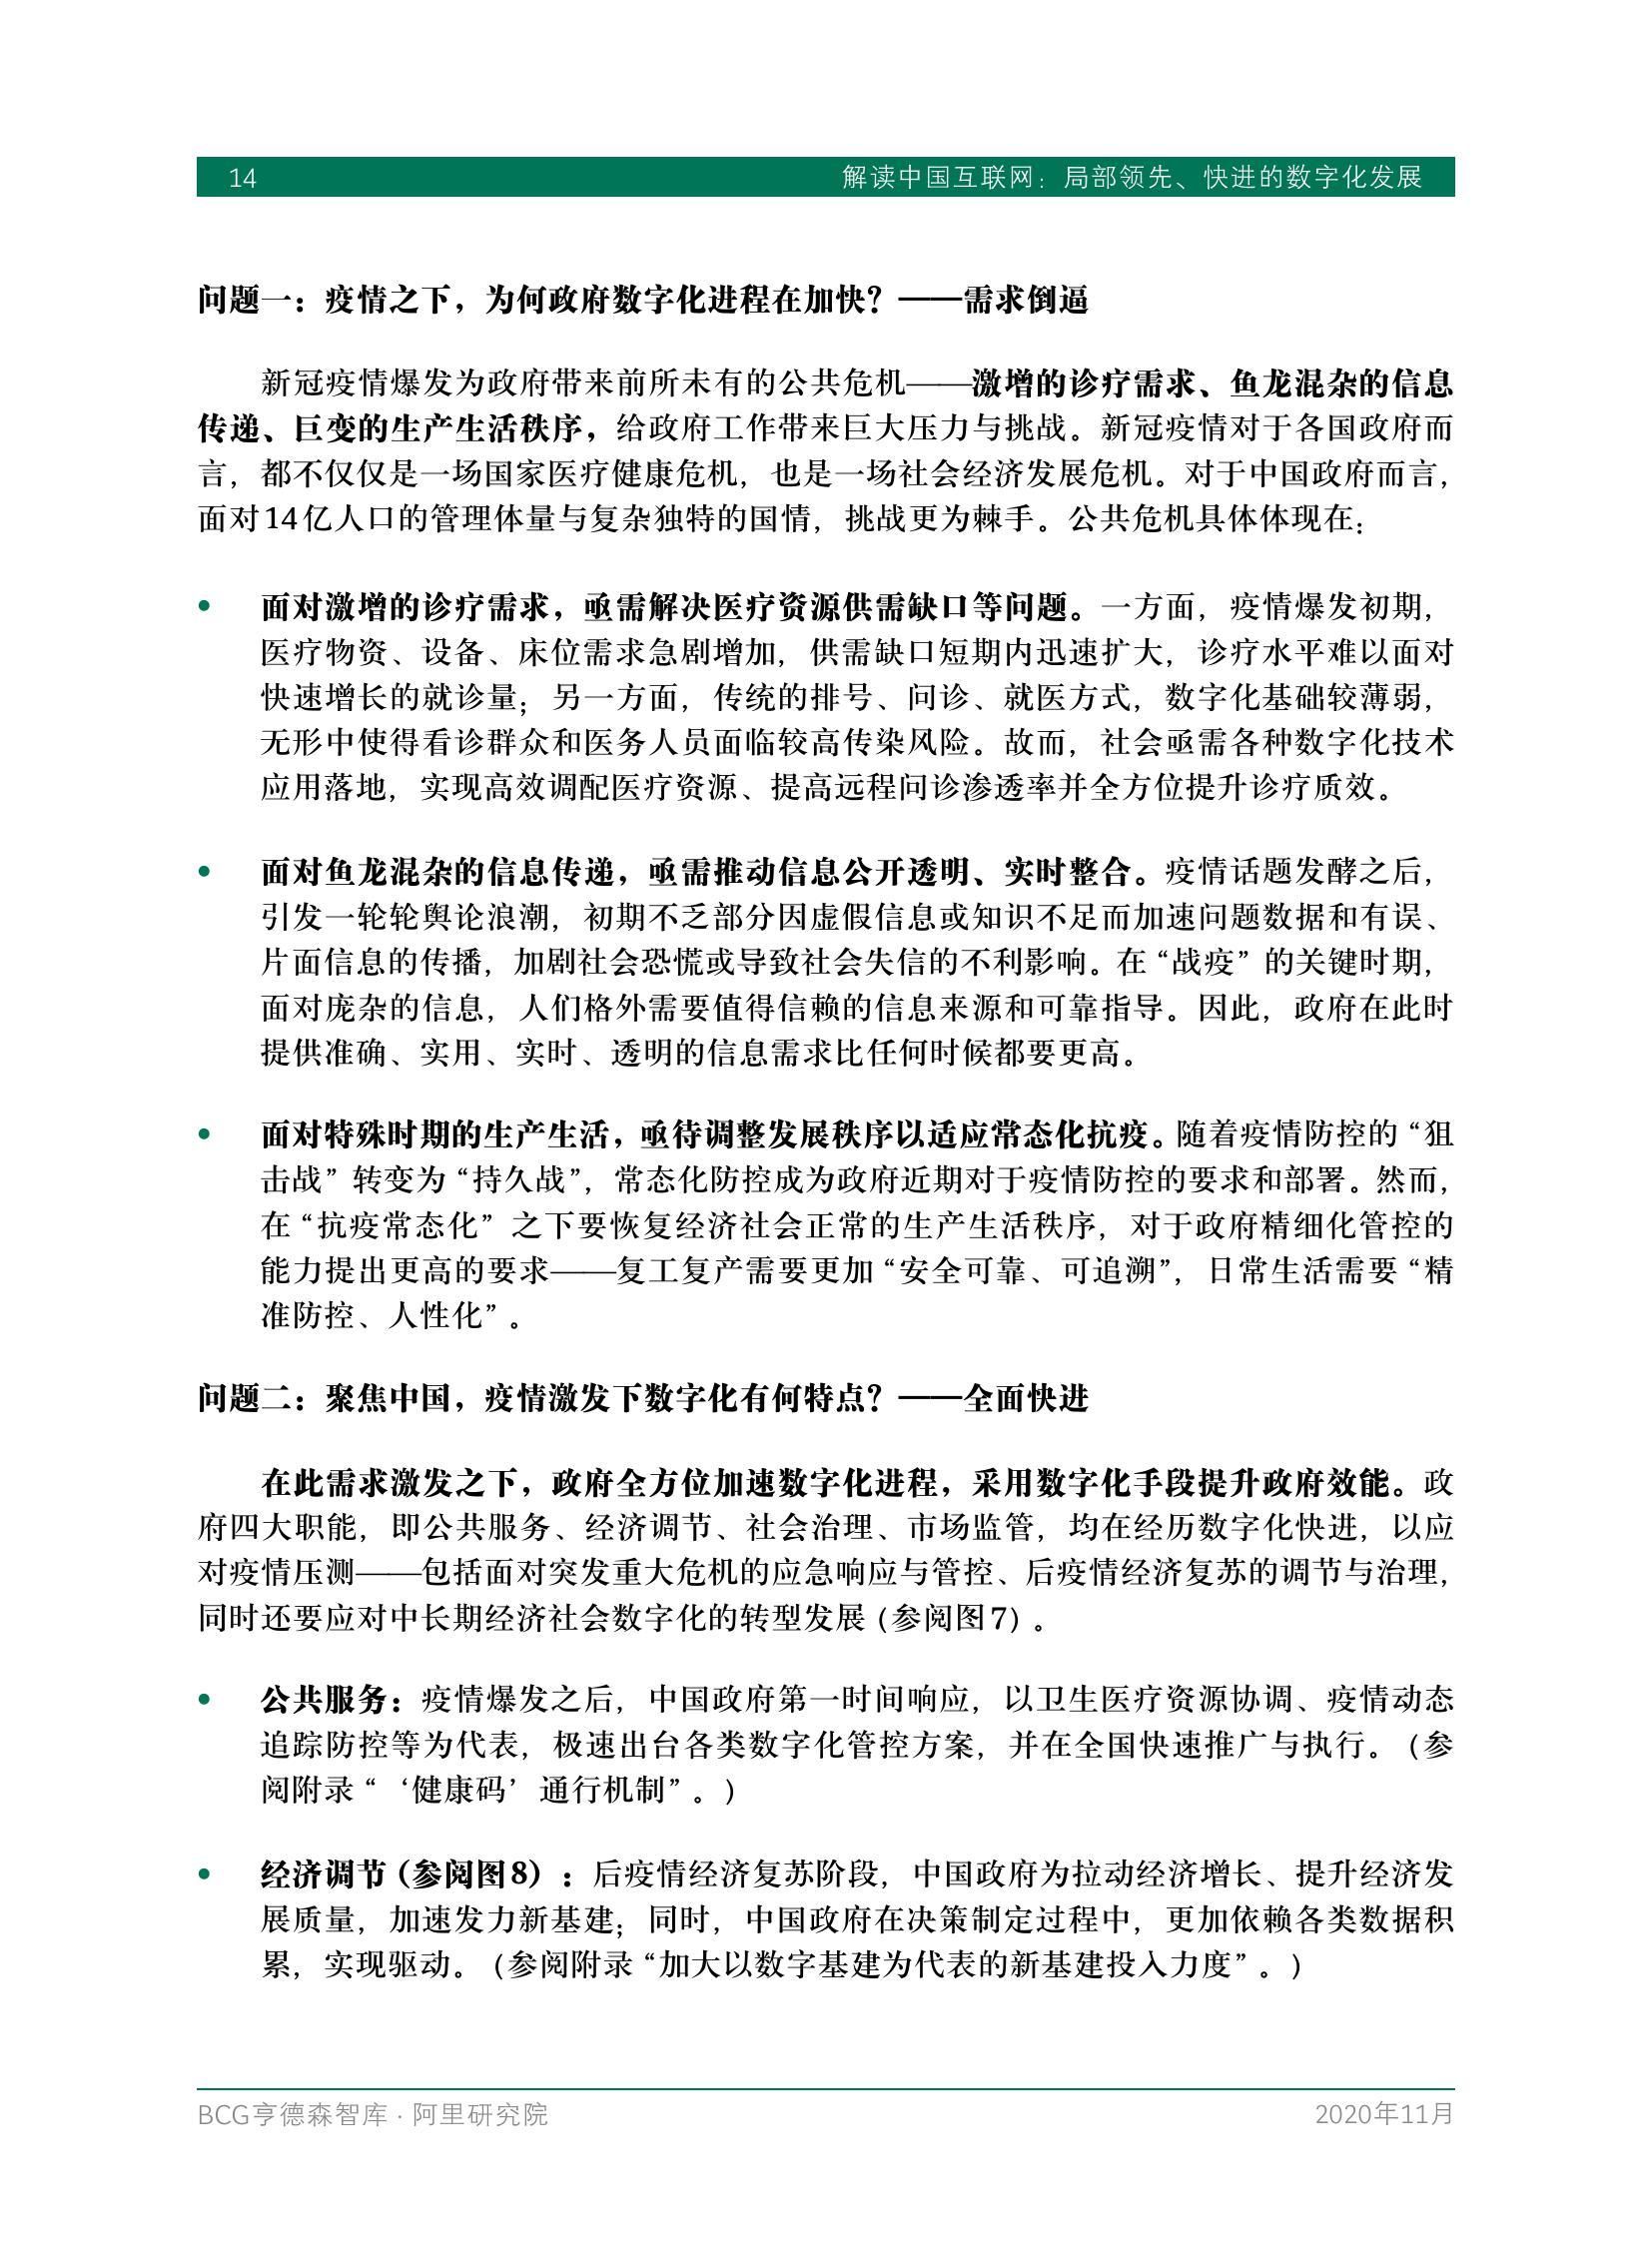 14
解读中国互联网：局部领先、快进的数字化发展
问题一：疫情之下，为何政府数字化进程在加快？——需求倒逼
新冠疫情爆发为政府带来前所未有的公共危机——激增的诊疗需求、鱼龙混杂的信息
传递、巨变的生产生活秩序，给政府工作带来巨大压力与挑战。新冠疫情对于各国政府而
言，都不仅仅是一场国家医疗健康危机，也是一场社会经济发展危机。对于中国政府而言，
面对14亿人口的管理体量与复杂独特的国情，挑战更为棘手。公共危机具体体现在：
• 面对激增的诊疗需求，亟需解决医疗资源供需缺口等问题。一方面，疫情爆发初期，
医疗物资、设备、床位需求急剧增加，供需缺口短期内迅速扩大，诊疗水平难以面对
快速增长的就诊量；另一方面，传统的排号、问诊、就医方式，数字化基础较薄弱，
无形中使得看诊群众和医务人员面临较高传染风险。故而，社会亟需各种数字化技术
应用落地，实现高效调配医疗资源、提高远程问诊渗透率并全方位提升诊疗质效。
• 面对鱼龙混杂的信息传递，亟需推动信息公开透明、实时整合。疫情话题发酵之后，
引发一轮轮舆论浪潮，初期不乏部分因虚假信息或知识不足而加速问题数据和有误、
片面信息的传播，加剧社会恐慌或导致社会失信的不利影响。在“战疫”的关键时期，
面对庞杂的信息，人们格外需要值得信赖的信息来源和可靠指导。因此，政府在此时
提供准确、实用、实时、透明的信息需求比任何时候都要更高。
• 面对特殊时期的生产生活，亟待调整发展秩序以适应常态化抗疫。随着疫情防控的“狙
击战”转变为“持久战”，常态化防控成为政府近期对于疫情防控的要求和部署。然而，
在“抗疫常态化”之下要恢复经济社会正常的生产生活秩序，对于政府精细化管控的
能力提出更高的要求——复工复产需要更加“安全可靠、可追溯”，日常生活需要“精
准防控、人性化”。
问题二：聚焦中国，疫情激发下数字化有何特点？——全面快进
在此需求激发之下，政府全方位加速数字化进程，采用数字化手段提升政府效能。政
府四大职能，即公共服务、经济调节、社会治理、市场监管，均在经历数字化快进，以应
对疫情压测——包括面对突发重大危机的应急响应与管控、后疫情经济复苏的调节与治理，
同时还要应对中长期经济社会数字化的转型发展（参阅图7）。
• 公共服务：疫情爆发之后，中国政府第一时间响应，以卫生医疗资源协调、疫情动态
追踪防控等为代表，极速出台各类数字化管控方案，并在全国快速推广与执行。（参
阅附录“‘健康码’通行机制”。）
• 经济调节（参阅图8）：后疫情经济复苏阶段，中国政府为拉动经济增长、提升经济发
展质量，加速发力新基建；同时，中国政府在决策制定过程中，更加依赖各类数据积
累，实现驱动。（参阅附录“加大以数字基建为代表的新基建投入力度”。）
BCG亨德森智库·阿里研究院
2020年11月